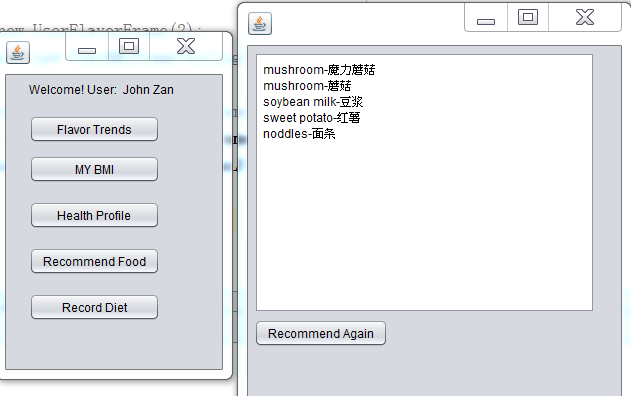 new UserFlavorFrame(2);
Welcome! User: John Zan
Flavor Trends
MY BMI
Health Profile
Recommend Food
Record Diet
mushroom-魔力蘑菇
mushroom-蘑菇
soybean milk-豆浆
sweet potato-红薯
noddles-面条
Recommend Again